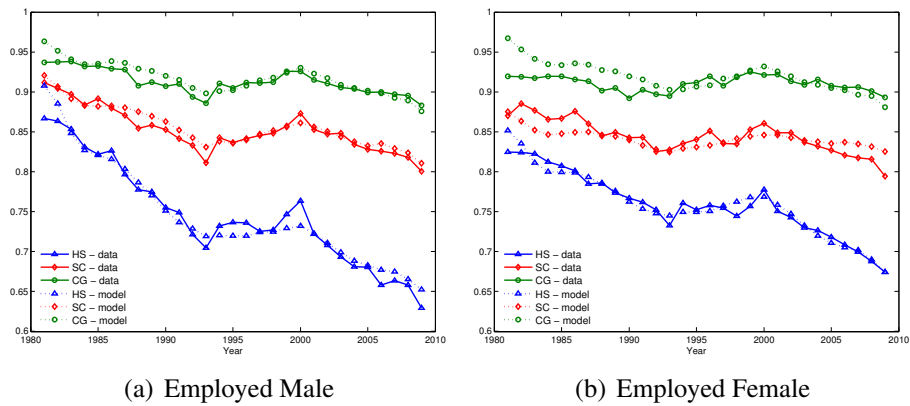 1
0.95
0.9
0.85
0.8
0.75
0.7
0.65
0.6
HS – data
SC – data
CG – data
HS – model
SC – model
CG – model
1980 1985 1990 1995 2000 2005 2010
Year
(a) Employed Male
1
0.95
0.9
0.85
0.8
0.75
0.7
0.65
0.6
HS – data
SC – data
CG – data
HS – model
SC – model
CG – model
1980 1985 1990 1995 2000 2005 2010
Year
(b) Employed Female